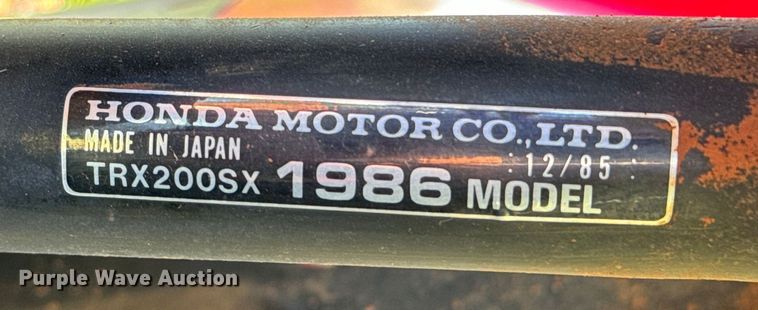 HONDA MOTOR CO., LTD.
MADE IN JAPAN :12/85:
TRX200SX 1986 MODEL
Purple Wave Auction